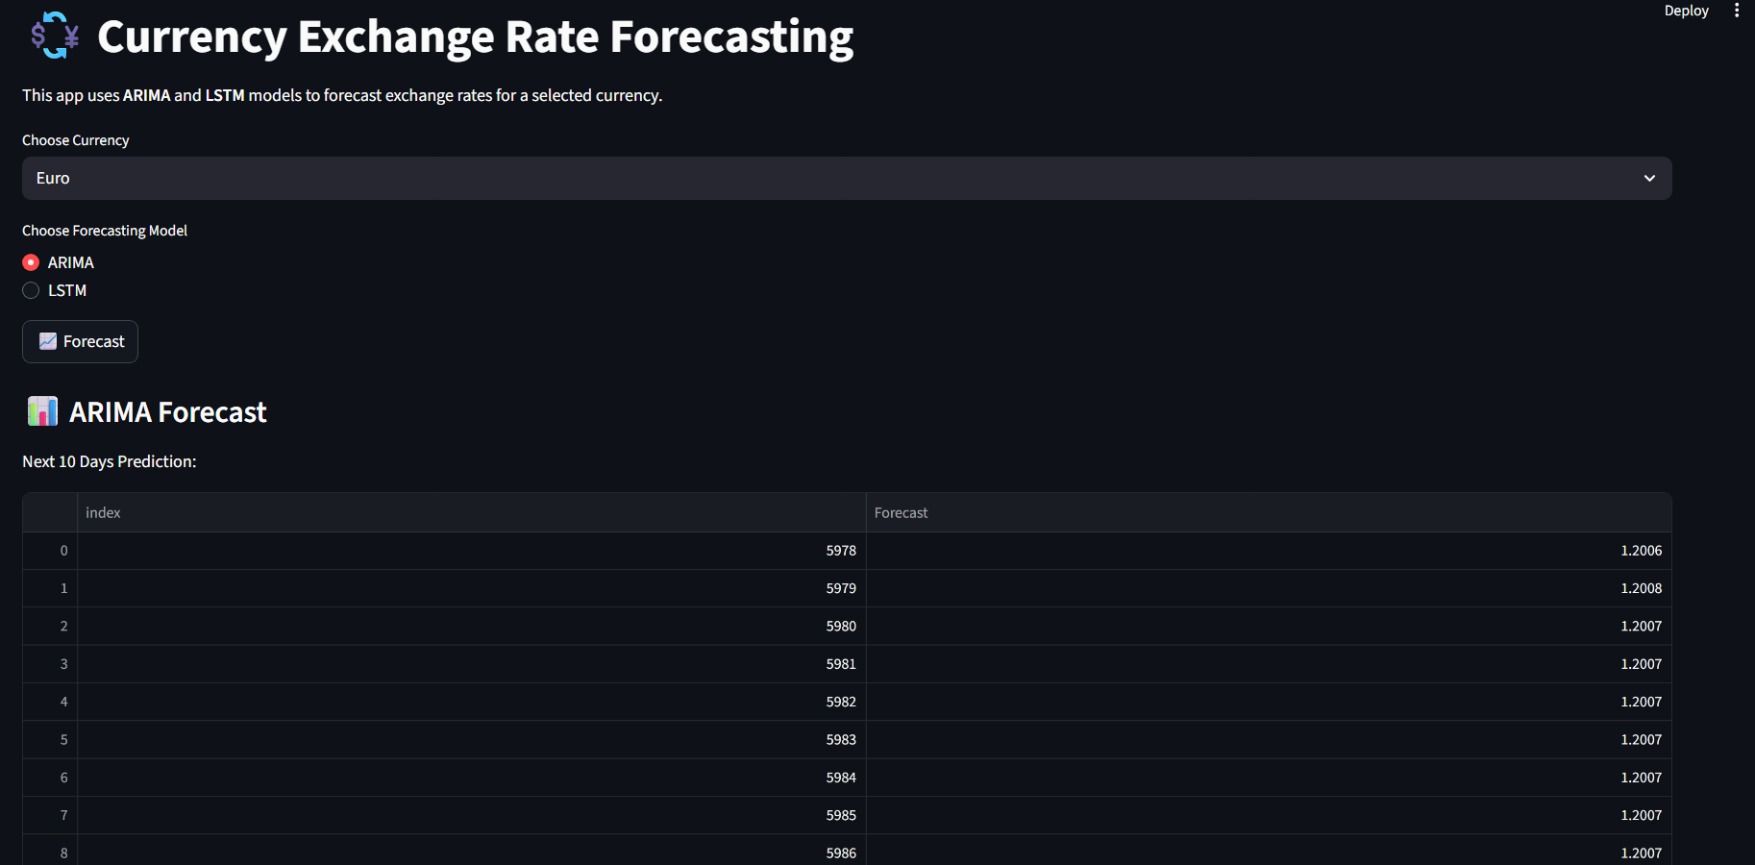 Deploy
Currency Exchange Rate Forecasting
This app uses ARIMA and LSTM models to forecast exchange rates for a selected currency.
Choose Currency
Euro
Choose Forecasting Model
ARIMA
LSTM
Forecast
ARIMA Forecast
Next 10 Days Prediction:
index Forecast
0 5978 1.2006
1 5979 1.2008
2 5980 1.2007
3 5981 1.2007
4 5982 1.2007
5 5983 1.2007
6 5984 1.2007
7 5985 1.2007
8 5986 1.2007